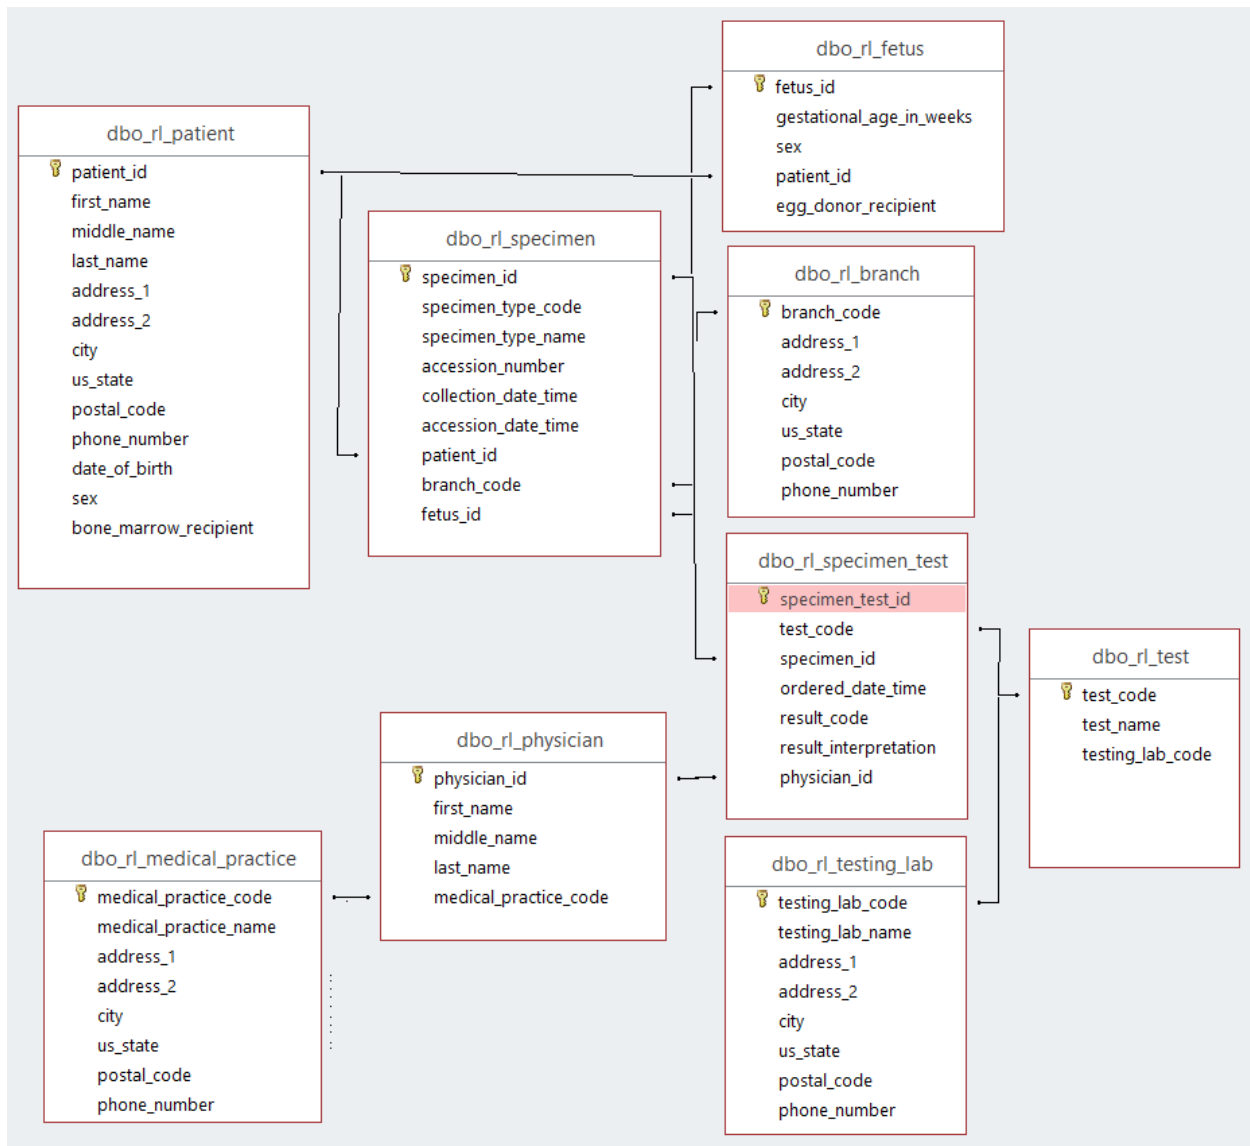 dbo_rl_patient
patient_id
first_name
middle_name
last_name
address_1
address_2
city
us_state
postal_code
phone_number
date_of_birth
sex
bone_marrow_recipient
dbo_rl_specimen
specimen_id
specimen_type_code
specimen_type_name
accession_number
collection_date_time
accession_date_time
patient_id
branch_code
fetus_id
dbo_rl_fetus
fetus_id
gestational_age_in_weeks
sex
patient_id
egg_donor_recipient
dbo_rl_branch
branch_code
address_1
address_2
city
us_state
postal_code
phone_number
dbo_rl_specimen_test
specimen_test_id
test_code
specimen_id
ordered_date_time
result_code
result_interpretation
physician_id
dbo_rl_test
test_code
test_name
testing_lab_code
dbo_rl_physician
physician_id
first_name
middle_name
last_name
medical_practice_code
dbo_rl_medical_practice
medical_practice_code
medical_practice_name
address_1
address_2
city
us_state
postal_code
phone_number
dbo_rl_testing_lab
testing_lab_code
testing_lab_name
address_1
address_2
city
us_state
postal_code
phone_number